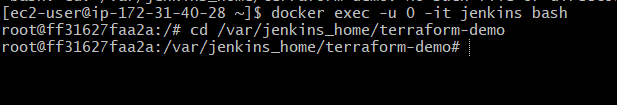 [ec2-user@ip-172-31-40-28 ~]$ docker exec -u 0 -it jenkins bash
root@ff31627faa2a:/# cd /var/jenkins_home/terraform-demo
root@ff31627faa2a:/var/jenkins_home/terraform-demo#